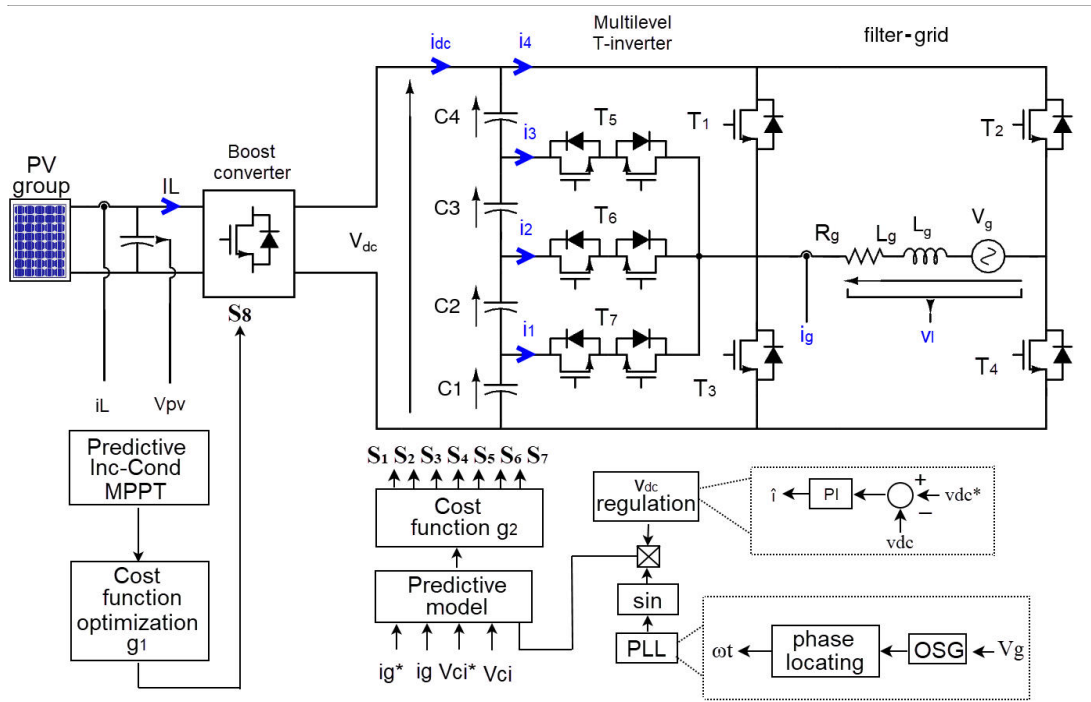 Multilevel
T-inverter
filter-grid
idc
i4
C4
i3
T5
T1
T2
PV
group
IL
Boost
converter
Vdc
C3
i2
T6
Rg
Lg
Lg
Vg
C2
i1
T7
ig
vl
S8
C1
T3
T4
iL
Vpv
Predictive
Inc-Cond
MPPT
S1 S2 S3 S4 S5 S6 S7
Cost
function g2
vdc
regulation
î
PI
+
−
vdc*
vdc
Cost
function
optimization
g1
Predictive
model
sin
ig* ig Vci* Vci
PLL
ωt
phase
locating
OSG
Vg